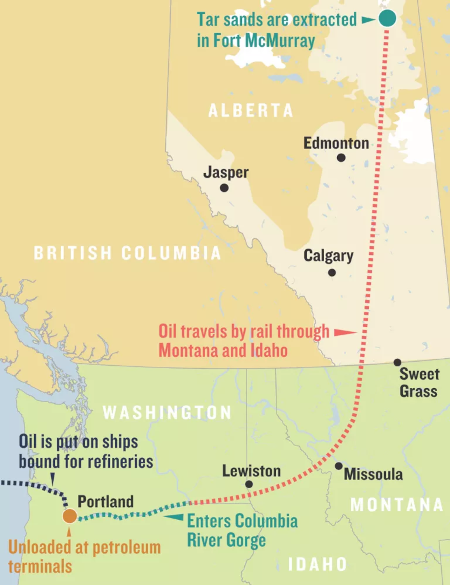 Tar sands are extracted
in Fort McMurray
ALBERTA
Edmonton
Jasper
BRITISH COLUMBIA
Calgary
Oil travels by rail through
Montana and Idaho
Sweet
Grass
WASHINGTON
Oil is put on ships
bound for refineries
Lewiston
Missoula
Portland
MONTANA
Enters Columbia
River Gorge
Unloaded at petroleum
terminals
IDAHO